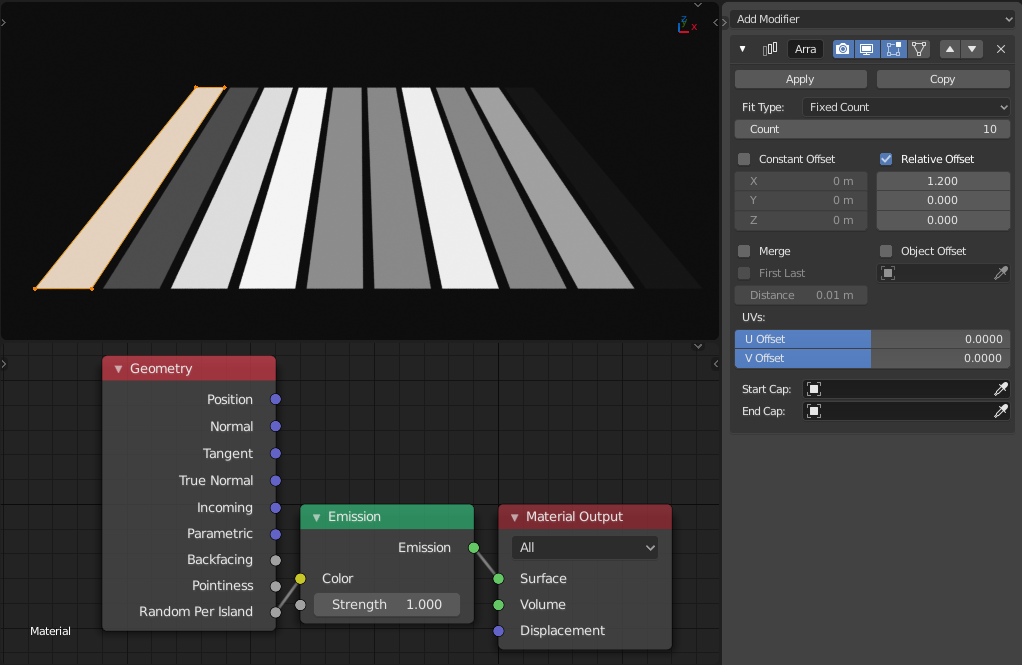 Z
Y
X
Add Modifier
Arra
Apply Copy
Fit Type: Fixed Count
Count 10
Constant Offset Relative Offset
X 0 m 1.200
Y 0 m 0.000
Z 0 m 0.000
Merge Object Offset
First Last
Distance 0.01 m
UVs:
U Offset 0.0000
V Offset 0.0000
Start Cap:
End Cap:
Geometry
Position
Normal
Tangent
True Normal
Incoming
Parametric
Backfacing
Pointiness
Random Per Island
Emission
Emission
Color
Strength 1.000
Material Output
All
Surface
Volume
Displacement
Material